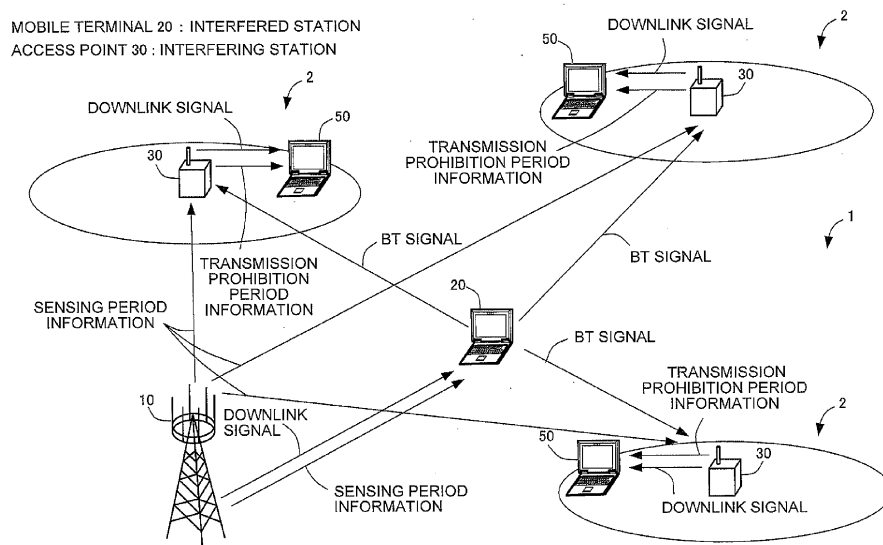 MOBILE TERMINAL 20 : INTERFERED STATION
ACCESS POINT 30 : INTERFERING STATION
DOWNLINK SIGNAL
2
50
30
2
DOWNLINK SIGNAL
50
30
TRANSMISSION
PROHIBITION PERIOD
INFORMATION
1
BT SIGNAL
BT SIGNAL
TRANSMISSION
PROHIBITION
PERIOD
INFORMATION
SENSING PERIOD
INFORMATION
20
BT SIGNAL
TRANSMISSION
PROHIBITION PERIOD
INFORMATION
10
DOWNLINK
SIGNAL
2
50
30
SENSING PERIOD
INFORMATION
DOWNLINK SIGNAL